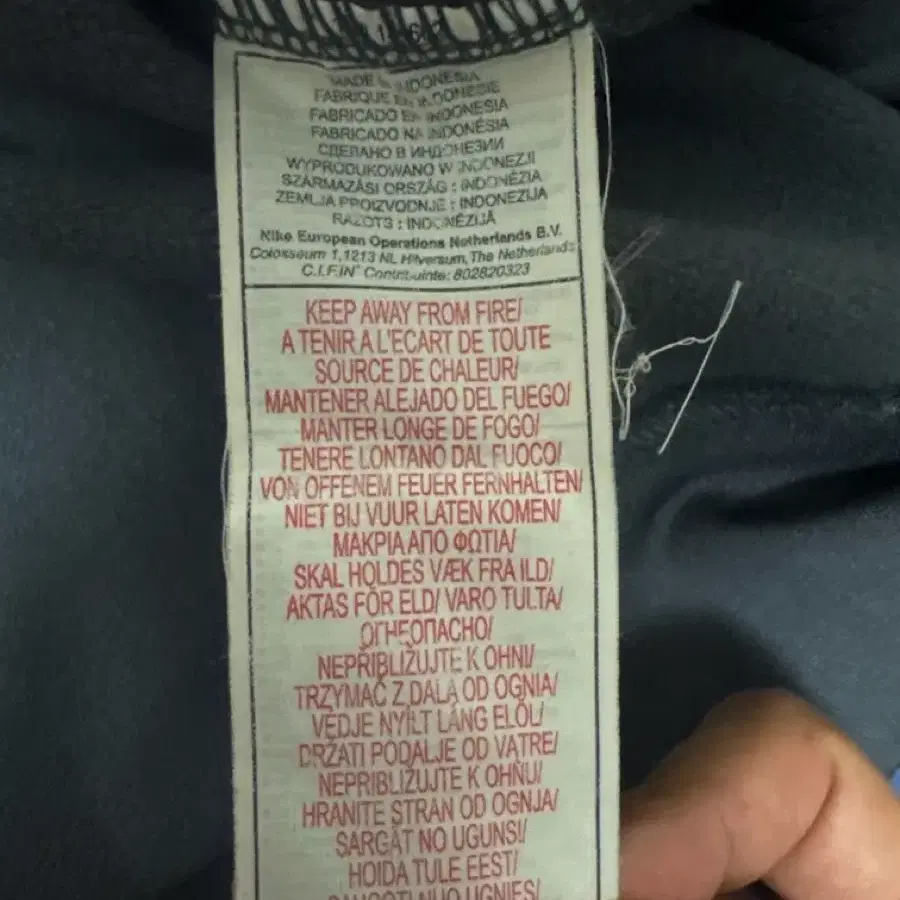 MADE IN INDONESIA
FABRIQUE EN INDONESIE
FABRICADO EN INDONESIA
FABRICADO NA INDONÉSIA
СДЕЛАНО В ИНДОНЕЗИИ
WYPRODUKOWANO W INDONEZJI
SZÁRMAZÁSI ORSZÁG : INDONÉZIA
ZEMLJA PROIZVODNJE : INDONEZIJA
RAŽOTS : INDONĒZIJĀ
Nike European Operations Netherlands B.V.
Colosseum 1,1213 NL Hilversum, The Netherlands
C.I.F./N° Contribuinte: 802820323
KEEP AWAY FROM FIRE/
A TENIR A L'ECART DE TOUTE
SOURCE DE CHALEUR/
MANTENER ALEJADO DEL FUEGO/
MANTER LONGE DE FOGO/
TENERE LONTANO DAL FUOCO/
VON OFFENEM FEUER FERNHALTEN/
NIET BIJ VUUR LATEN KOMEN/
ΜΑΚΡΙΑ ΑΠΟ ΦΩΤΙΑ/
SKAL HOLDES VÆK FRA ILD/
AKTAS FÖR ELD/ VARO TULTA/
ОГНЕОПАСНО/
NEPŘIBLIŽUJTE K OHNI/
TRZYMAĆ Z DALA OD OGNIA/
VÉDJE NYÍLT LÁNG ELŐL/
DRŽATI PODALJE OD VATRE/
NEPRIBLIŽUJTE K OHŇU/
HRANITE STRAN OD OGNJA/
SARGĀT NO UGUNS/
HOIDA TULE EEST/